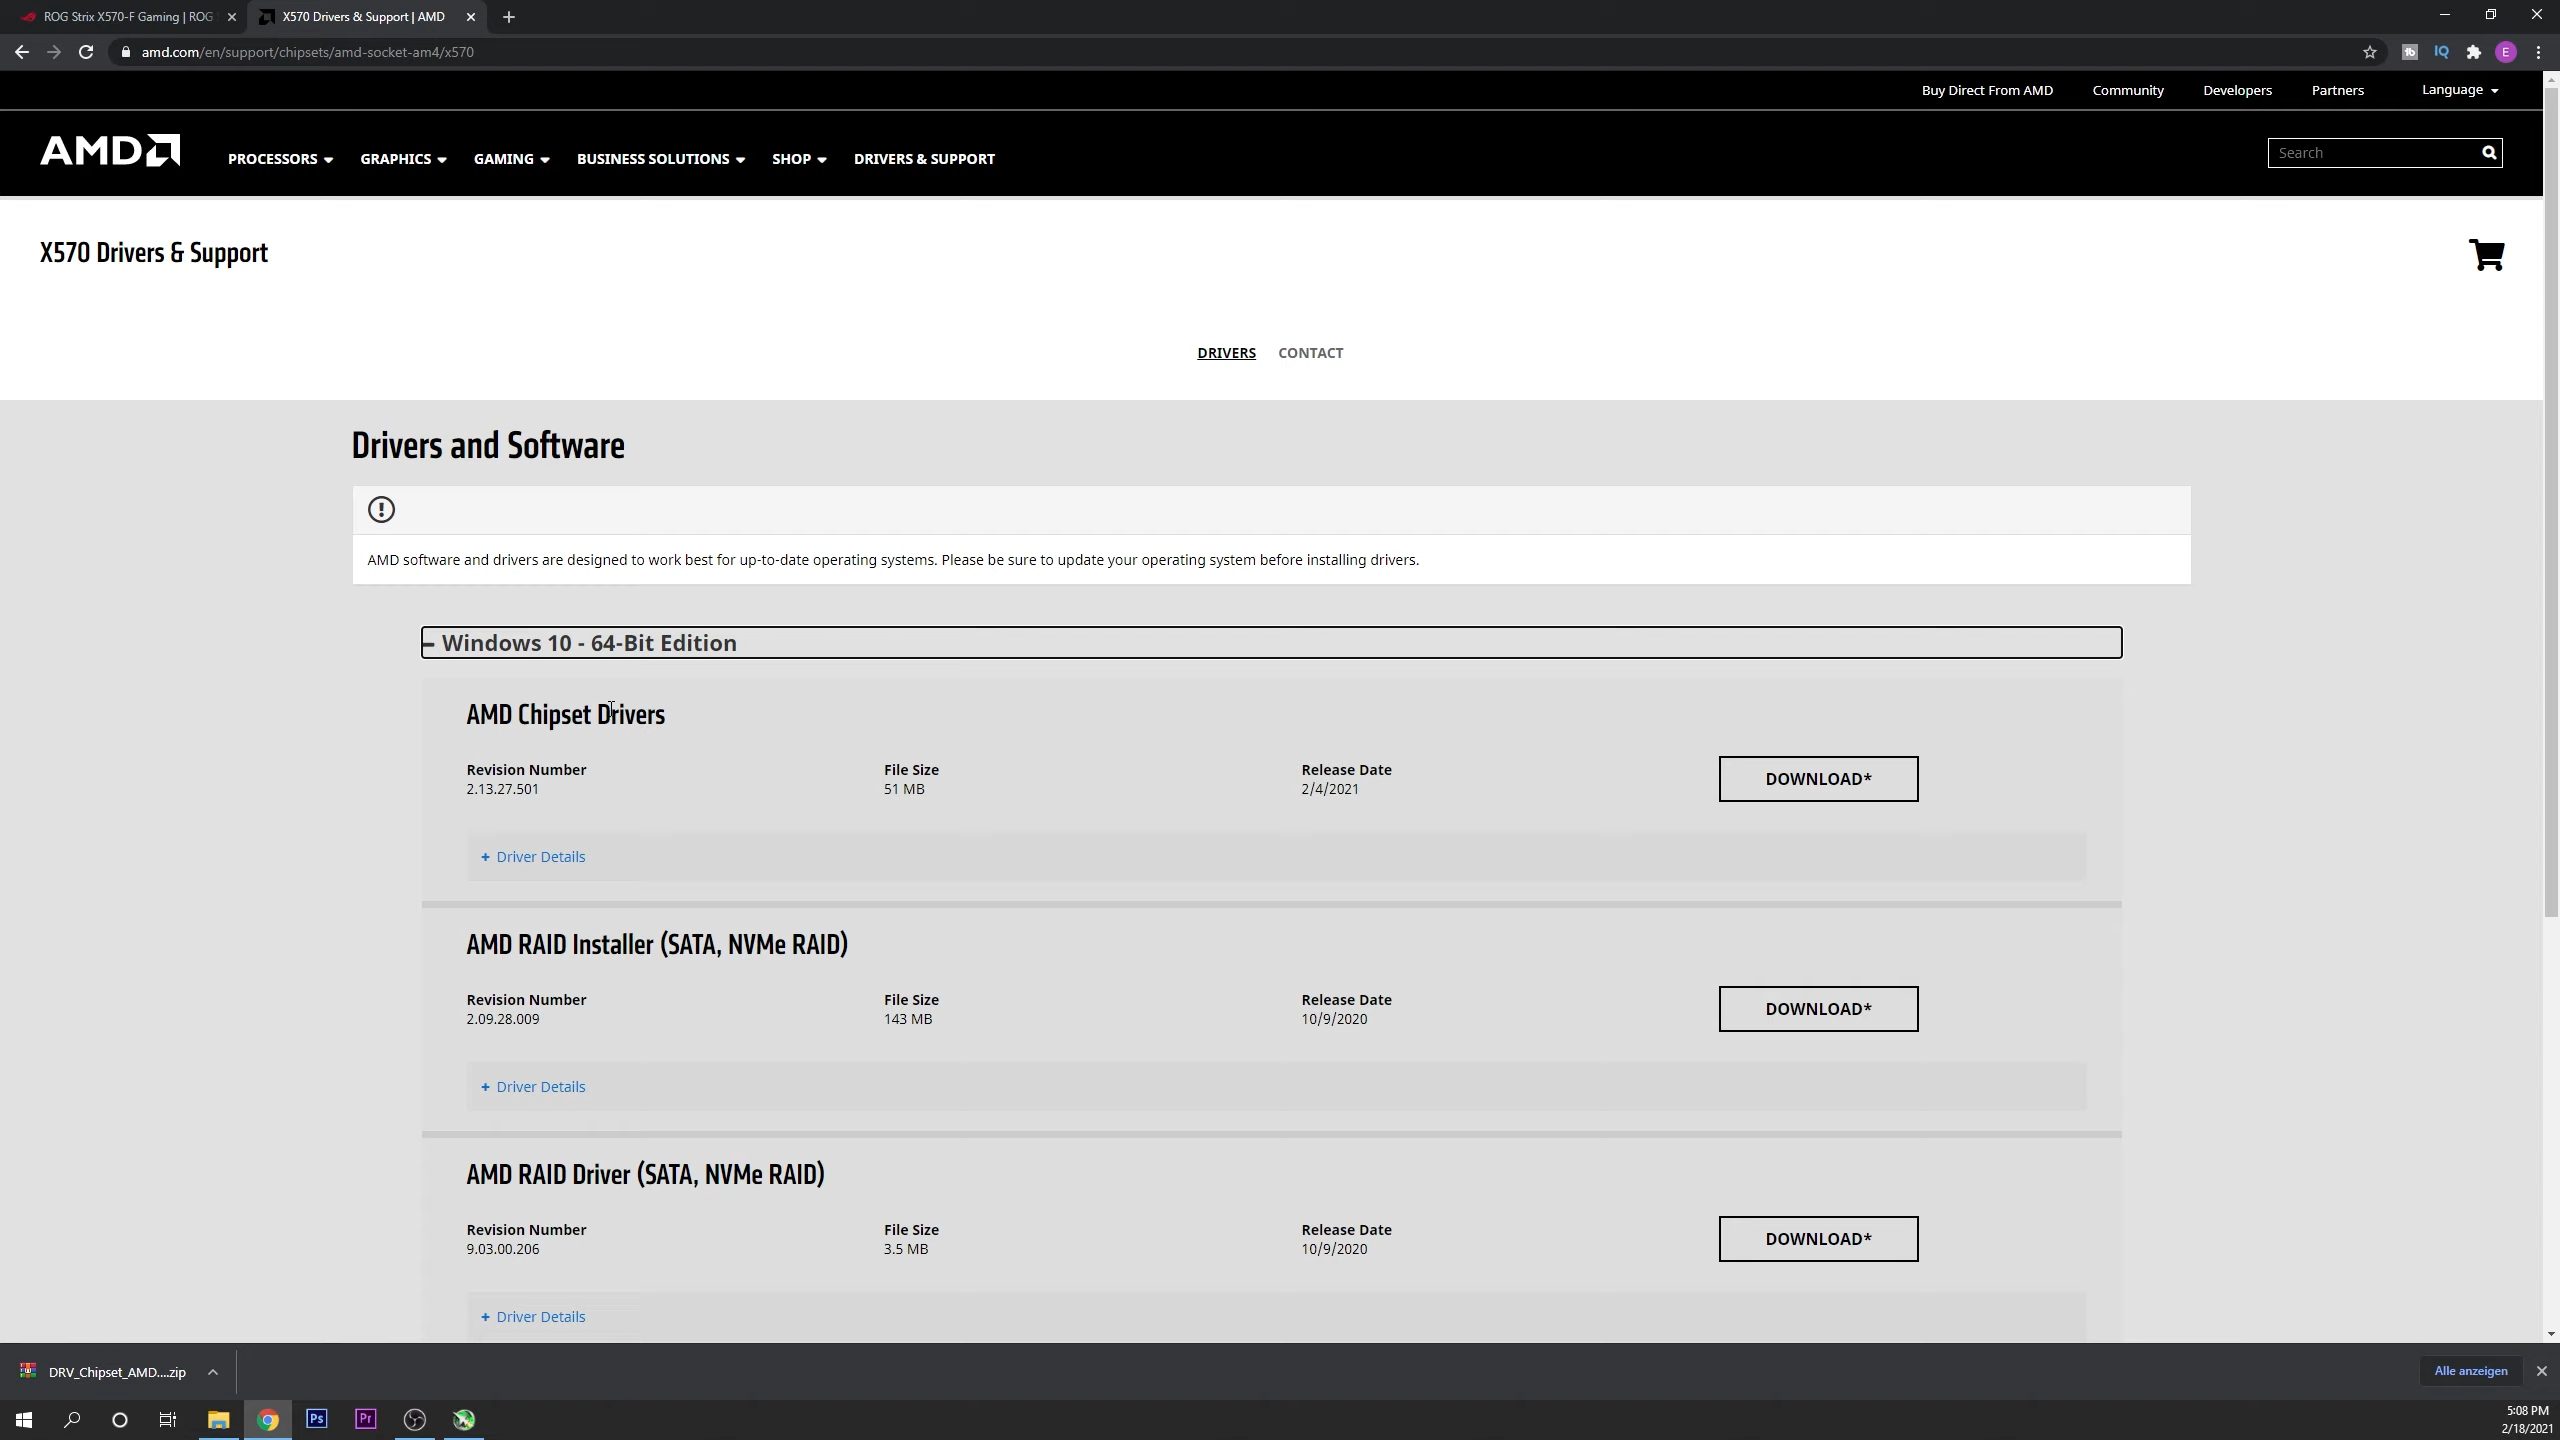 ROG Strix X570-F Gaming | ROG
X570 Drivers & Support | AMD
amd.com/en/support/chipsets/amd-socket-am4/x570
IQ
E
Buy Direct From AMD Community Developers Partners Language
AMD
PROCESSORS GRAPHICS GAMING BUSINESS SOLUTIONS SHOP DRIVERS & SUPPORT
Search
X570 Drivers & Support
DRIVERS CONTACT
Drivers and Software
AMD software and drivers are designed to work best for up-to-date operating systems. Please be sure to update your operating system before installing drivers.
– Windows 10 - 64-Bit Edition
AMD Chipset Drivers
Revision Number File Size Release Date
2.13.27.501 51 MB 2/4/2021
DOWNLOAD*
+ Driver Details
AMD RAID Installer (SATA, NVMe RAID)
Revision Number File Size Release Date
2.09.28.009 143 MB 10/9/2020
DOWNLOAD*
+ Driver Details
AMD RAID Driver (SATA, NVMe RAID)
Revision Number File Size Release Date
9.03.00.206 3.5 MB 10/9/2020
DOWNLOAD*
+ Driver Details
DRV_Chipset_AMD....zip
Alle anzeigen
Ps
Pr
5:08 PM
2/18/2021